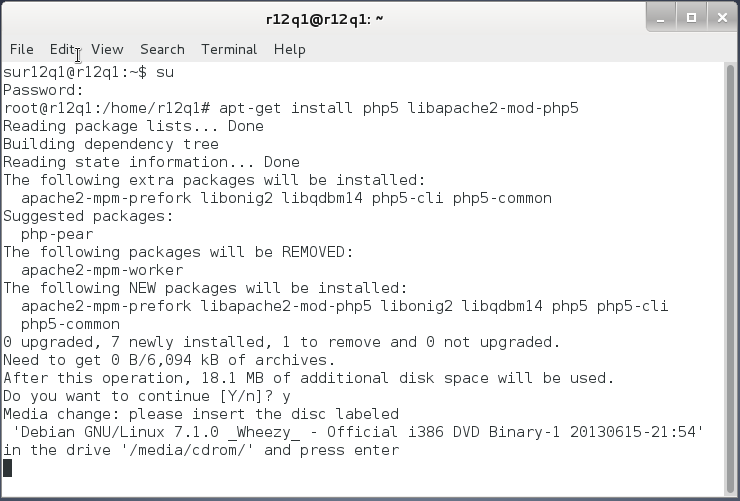 r12q1@r12q1: ~
File Edit View Search Terminal Help
sur12q1@r12q1:~$ su
Password:
root@r12q1:/home/r12q1# apt-get install php5 libapache2-mod-php5
Reading package lists... Done
Building dependency tree
Reading state information... Done
The following extra packages will be installed:
  apache2-mpm-prefork libonig2 libqdbm14 php5-cli php5-common
Suggested packages:
  php-pear
The following packages will be REMOVED:
  apache2-mpm-worker
The following NEW packages will be installed:
  apache2-mpm-prefork libapache2-mod-php5 libonig2 libqdbm14 php5 php5-cli
  php5-common
0 upgraded, 7 newly installed, 1 to remove and 0 not upgraded.
Need to get 0 B/6,094 kB of archives.
After this operation, 18.1 MB of additional disk space will be used.
Do you want to continue [Y/n]? y
Media change: please insert the disc labeled
 'Debian GNU/Linux 7.1.0 _Wheezy_ - Official i386 DVD Binary-1 20130615-21:54'
in the drive '/media/cdrom/' and press enter